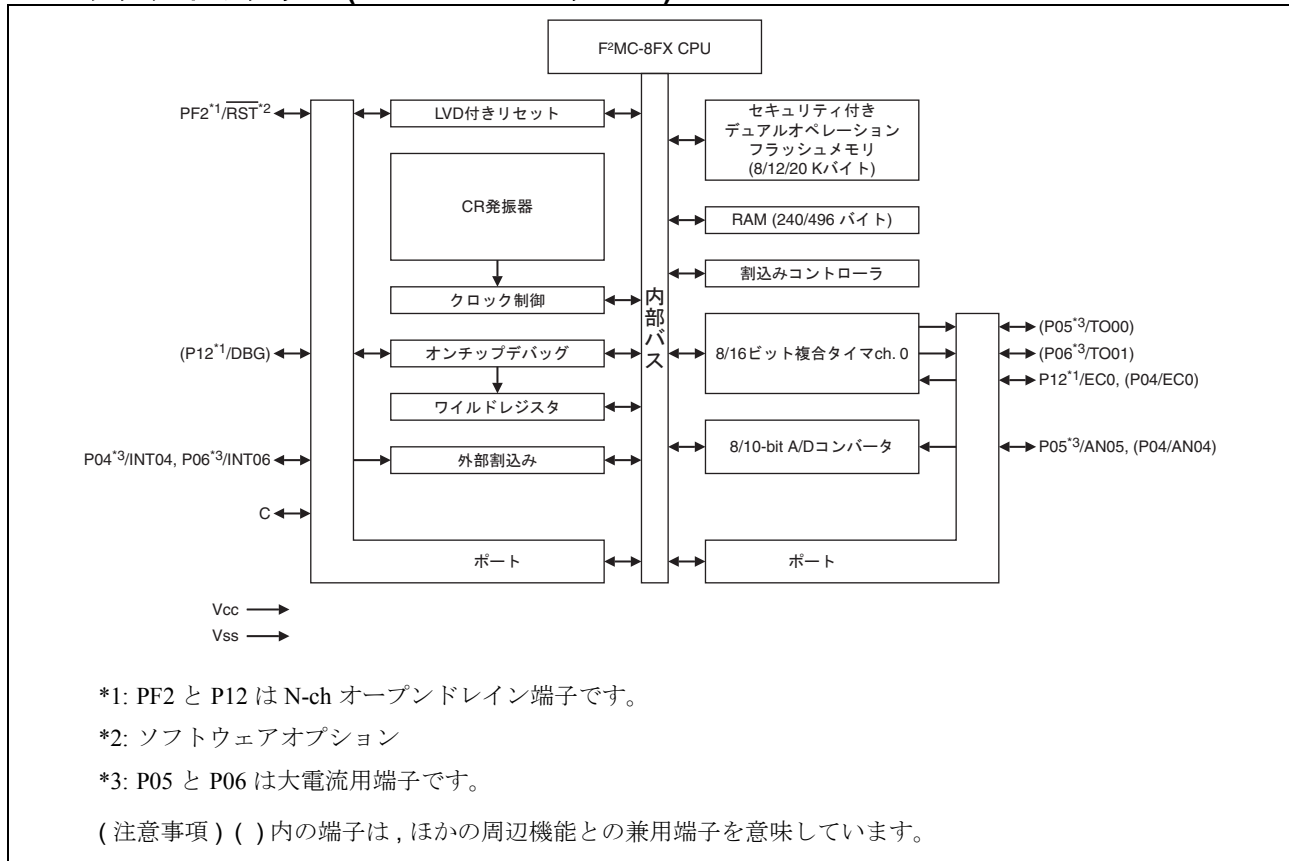 F²MC-8FX CPU
PF2*1/RST*2
LVD付きリセット
セキュリティ付き
デュアルオペレーション
フラッシュメモリ
(8/12/20 Kバイト)
CR発振器
RAM (240/496 バイト)
割込みコントローラ
クロック制御
内部バス
(P12*1/DBG)
オンチップデバッグ
8/16ビット複合タイマch. 0
(P05*3/TO00)
(P06*3/TO01)
P12*1/EC0, (P04/EC0)
ワイルドレジスタ
P04*3/INT04, P06*3/INT06
外部割込み
8/10-bit A/Dコンバータ
P05*3/AN05, (P04/AN04)
C
ポート
ポート
Vcc
Vss
*1: PF2 と P12 は N-ch オープンドレイン端子です。
*2: ソフトウェアオプション
*3: P05 と P06 は大電流用端子です。
( 注意事項 ) ( ) 内の端子は , ほかの周辺機能との兼用端子を意味しています。